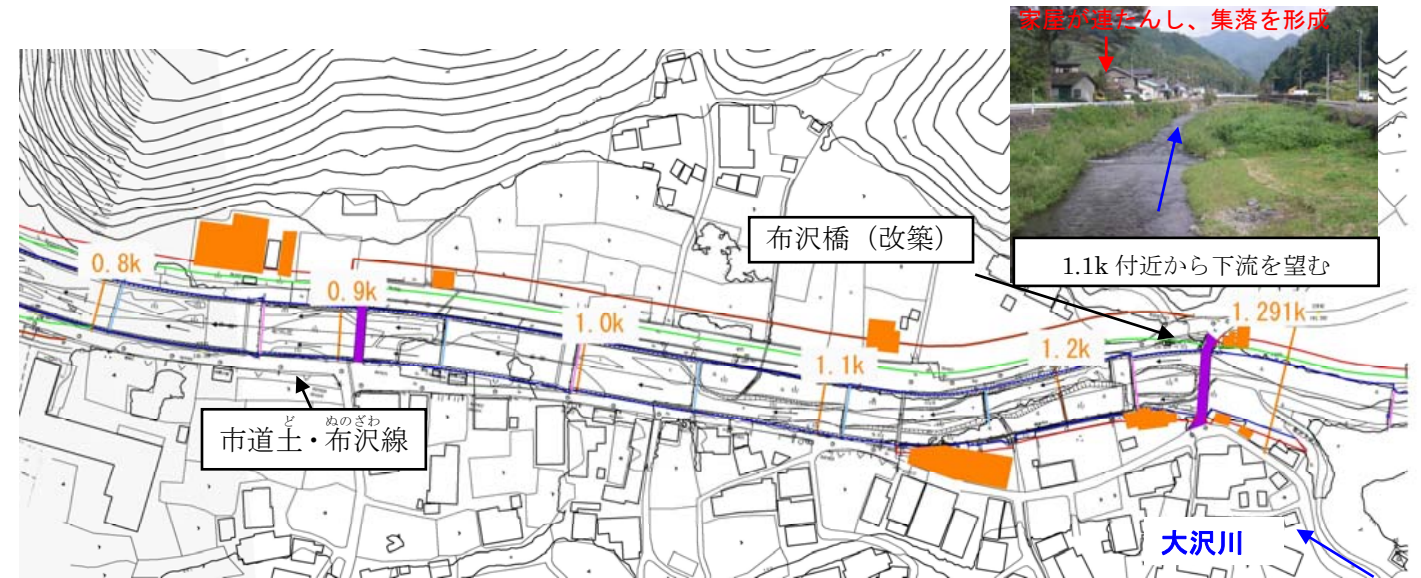 家屋が連たんし、集落を形成
布沢橋（改築）
1.1k 付近から下流を望む
0.8k
0.9k
1.0k
1.1k
1.2k
1.291k
ど ぬのざわ
市道土・布沢線
大沢川